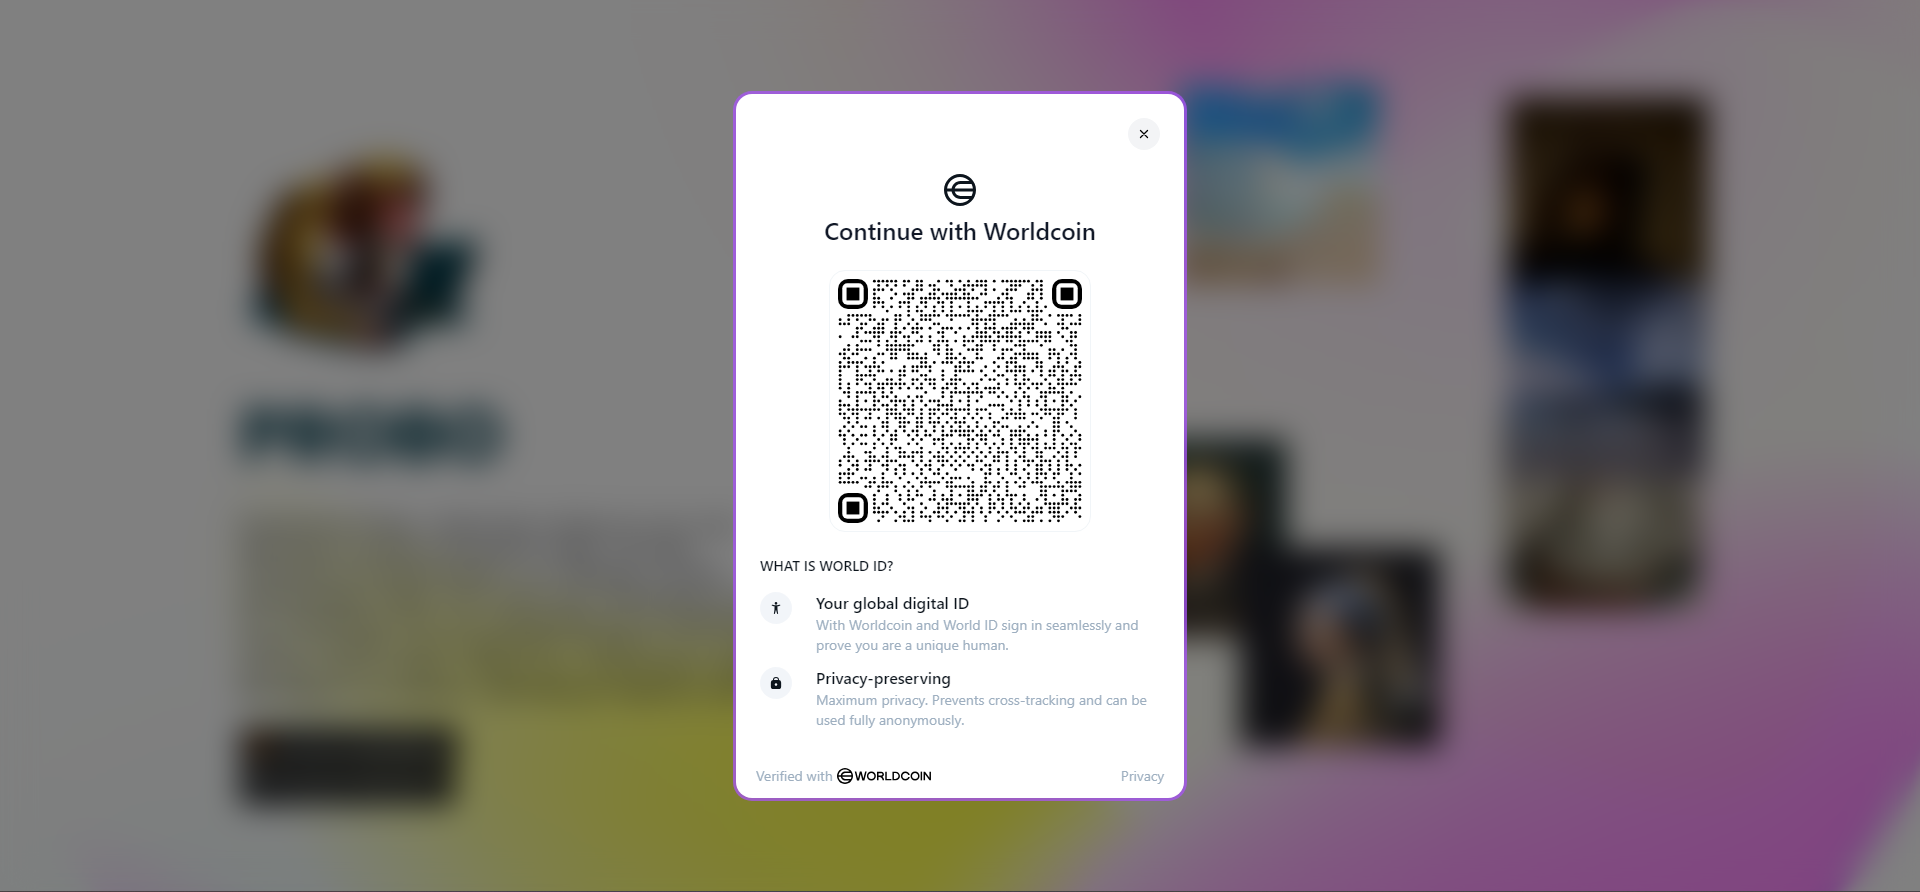 Continue with Worldcoin
WHAT IS WORLD ID?
Your global digital ID
With Worldcoin and World ID sign in seamlessly and
prove you are a unique human.
Privacy-preserving
Maximum privacy. Prevents cross-tracking and can be
used fully anonymously.
Verified with WORLDCOIN
Privacy
PROBO